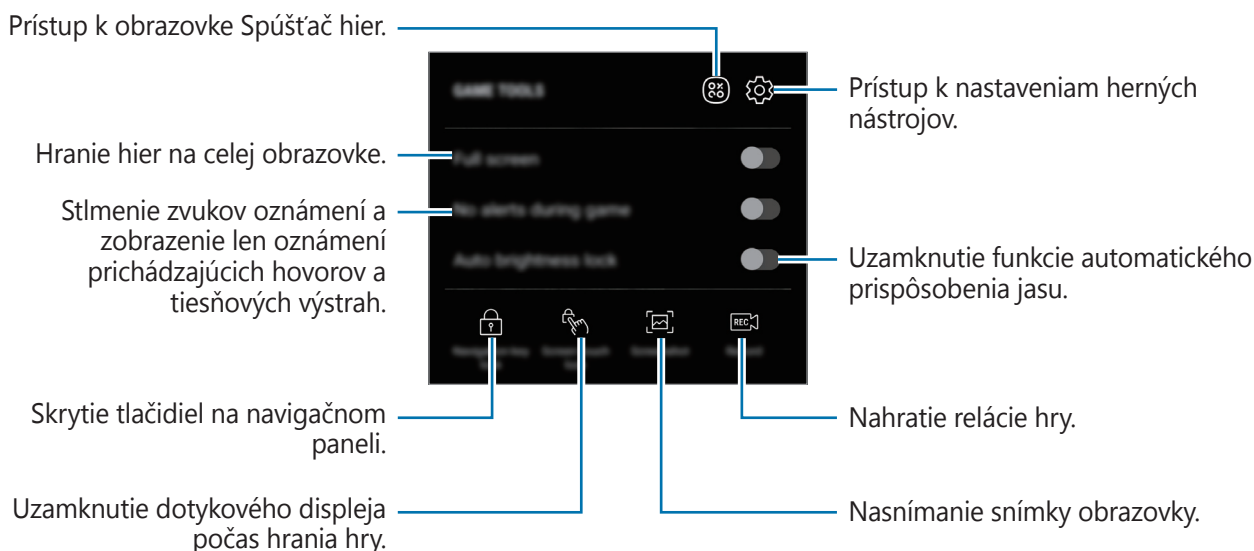 Prístup k obrazovke Spúšťač hier.
GAME TOOLS
Prístup k nastaveniam herných
nástrojov.
Hranie hier na celej obrazovke.
Full screen
Stlmenie zvukov oznámení a
zobrazenie len oznámení
prichádzajúcich hovorov a
tiesňových výstrah.
No alerts during game
Auto brightness lock
Uzamknutie funkcie automatického
prispôsobenia jasu.
REC
Skrytie tlačidiel na navigačnom
paneli.
Nahratie relácie hry.
Uzamknutie dotykového displeja
počas hrania hry.
Nasnímanie snímky obrazovky.